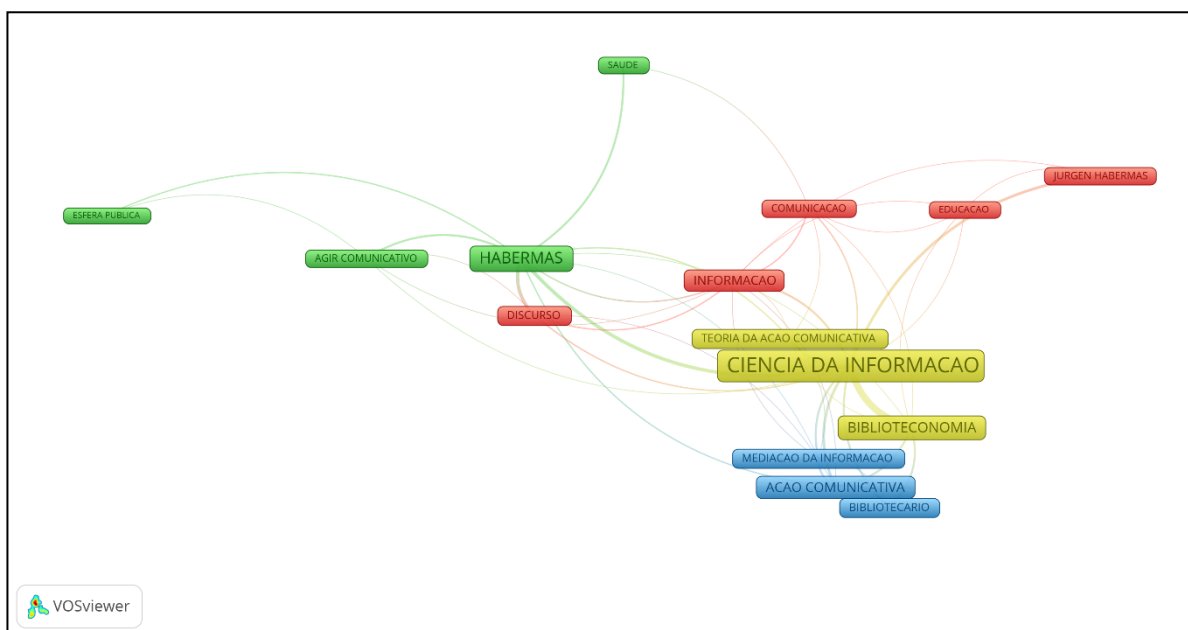 SAUDE
JURGEN HABERMAS
COMUNICACAO
EDUCACAO
ESFERA PUBLICA
AGIR COMUNICATIVO
HABERMAS
INFORMACAO
DISCURSO
TEORIA DA ACAO COMUNICATIVA
CIENCIA DA INFORMACAO
BIBLIOTECONOMIA
MEDIACAO DA INFORMACAO
ACAO COMUNICATIVA
BIBLIOTECARIO
VOSviewer